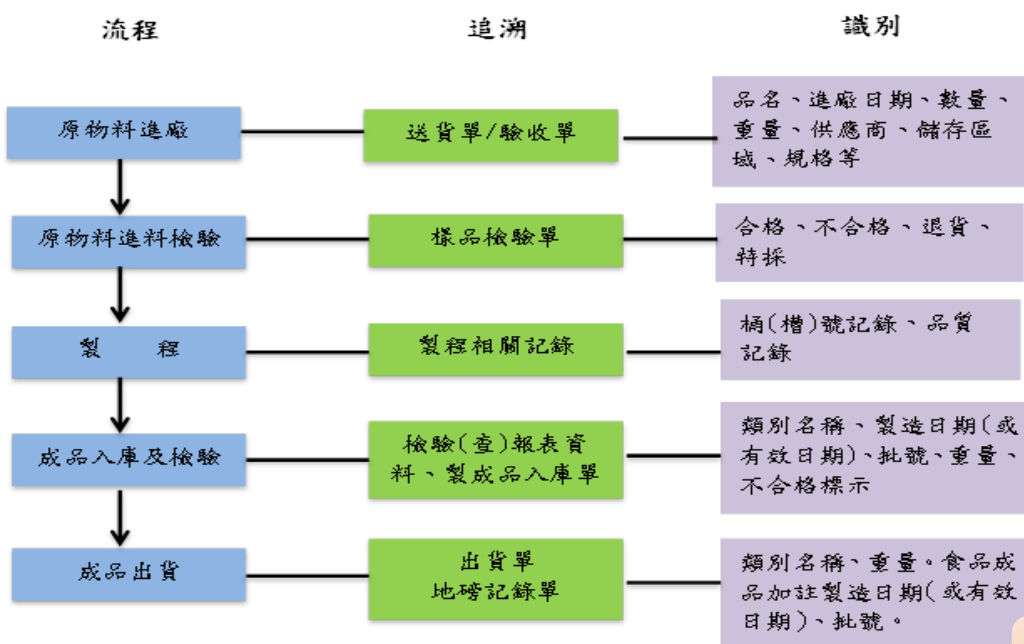 流程
追溯
識別
原物料進廠
送貨單/驗收單
品名、進廠日期、數量、
重量、供應商、儲存區
域、規格等
原物料進料檢驗
樣品檢驗單
合格、不合格、退貨、
特採
製 程
製程相關記錄
桶(槽)號記錄、品質
記錄
成品入庫及檢驗
檢驗(查)報表資
料、製成品入庫單
類別名稱、製造日期(或
有效日期)、批號、重量、
不合格標示
成品出貨
出貨單
地磅記錄單
類別名稱、重量。食品成
品加註製造日期(或有效
日期)、批號。